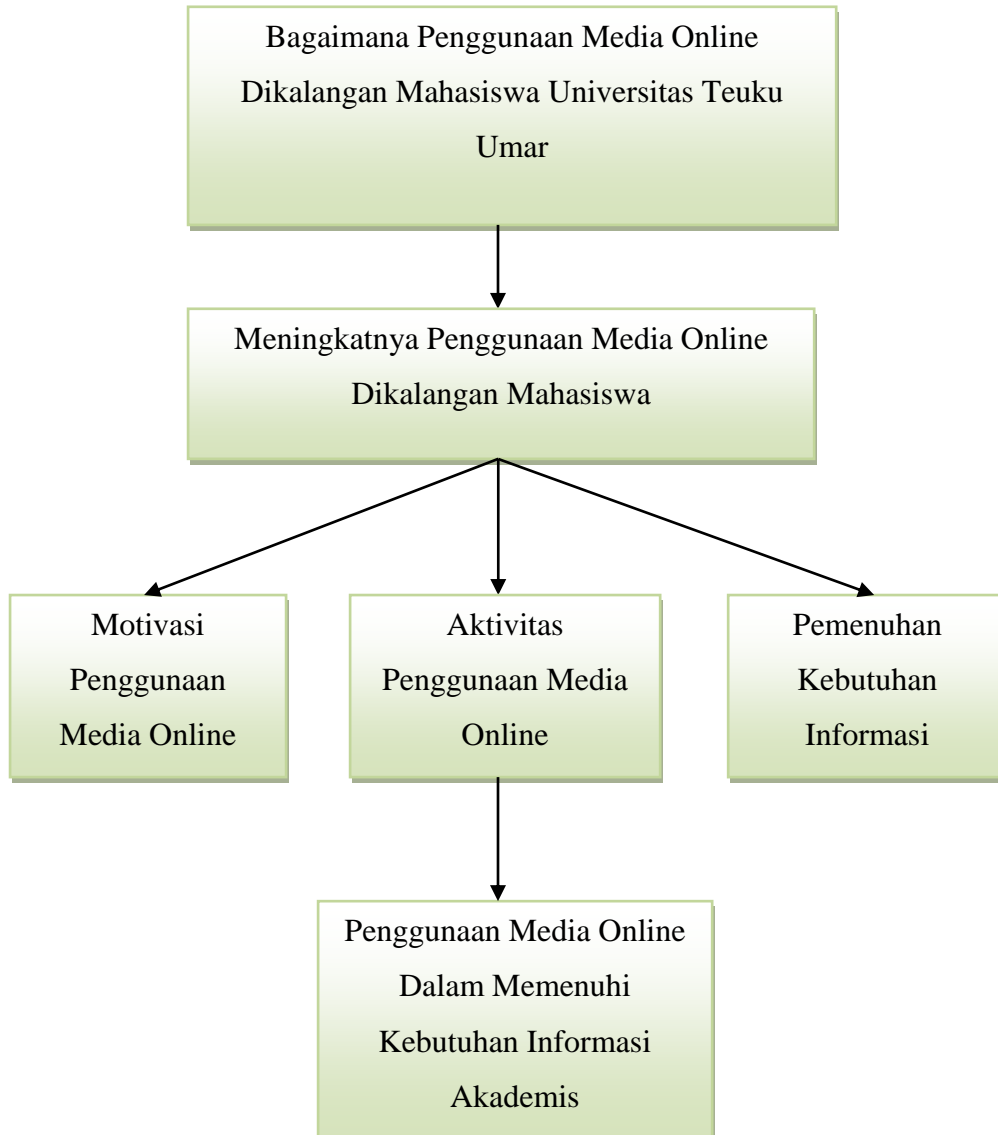 Bagaimana Penggunaan Media Online
Dikalangan Mahasiswa Universitas Teuku
Umar
Meningkatnya Penggunaan Media Online
Dikalangan Mahasiswa
Motivasi
Penggunaan
Media Online
Aktivitas
Penggunaan Media
Online
Pemenuhan
Kebutuhan
Informasi
Penggunaan Media Online
Dalam Memenuhi
Kebutuhan Informasi
Akademis